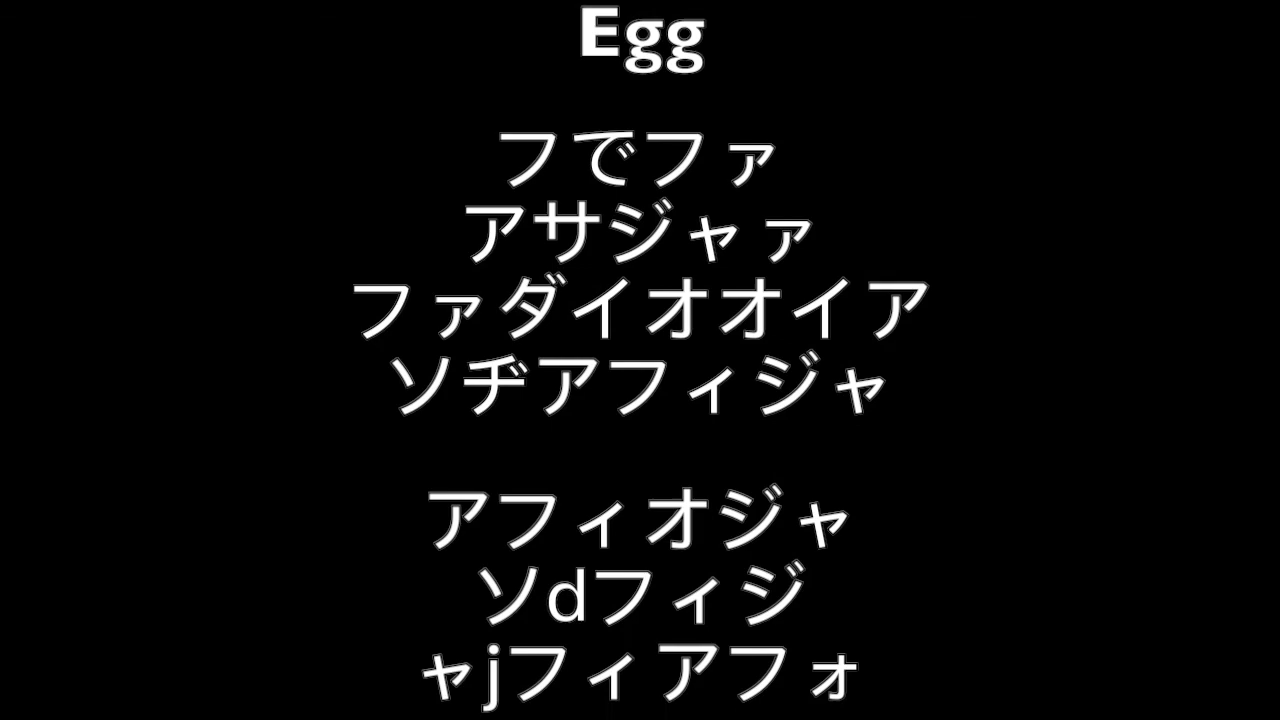 Egg
フでファ
アサジャァ
ファダイオオイア
ソヂアフィジャ
アフィオジャ
ソdフィジ
ャjフィアフォ